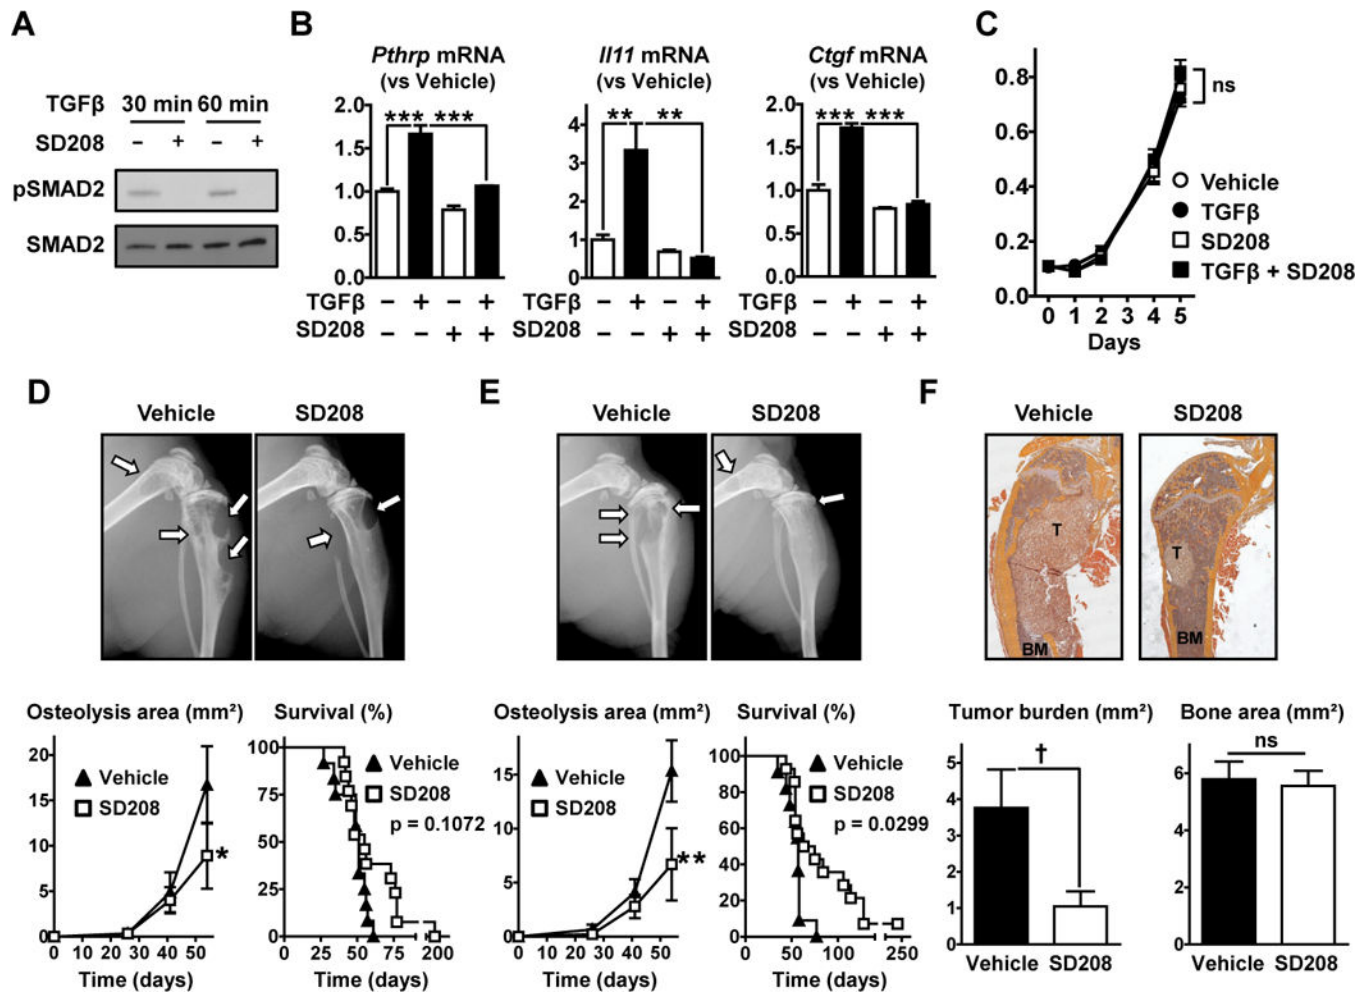 A
TGFβ 30 min 60 min
SD208 – + – +
pSMAD2
SMAD2
B
Pthrp mRNA
(vs Vehicle)
2.0
1.5
1.0
0.5
0.0
*** ***
TGFβ – + – +
SD208 – – + +
Il11 mRNA
(vs Vehicle)
4
3
2
1
0
** **
TGFβ – + – +
SD208 – – + +
Ctgf mRNA
(vs Vehicle)
2.0
1.5
1.0
0.5
0.0
*** ***
TGFβ – + – +
SD208 – – + +
C
0.8
0.6
0.4
0.2
0.0
ns
Vehicle
TGFβ
SD208
TGFβ + SD208
0 1 2 3 4 5
Days
D
Vehicle SD208
Osteolysis area (mm²)
20
15
10
5
0
Vehicle
SD208
*
0 10 20 30 40 50
Time (days)
Survival (%)
100
75
50
25
0
Vehicle
SD208
p = 0.1072
0 25 50 75 200
Time (days)
E
Vehicle SD208
Osteolysis area (mm²)
15
10
5
0
Vehicle
SD208
**
0 10 20 30 40 50
Time (days)
Survival (%)
100
80
60
40
20
0
Vehicle
SD208
p = 0.0299
0 50 100 250
Time (days)
F
Vehicle SD208
T
BM
T
BM
Tumor burden (mm²)
5
4
3
2
1
0
†
Vehicle SD208
Bone area (mm²)
6
4
2
0
ns
Vehicle SD208